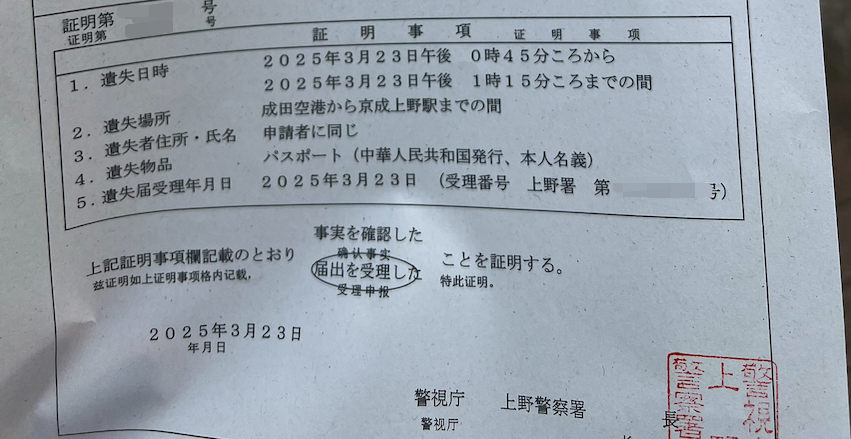 証明第 号
证明第 号
証明事項 证明事项
1．遺失日時 2025年3月23日午後 0時45分ころから
2025年3月23日午後 1時15分ころまでの間
2．遺失場所 成田空港から京成上野駅までの間
3．遺失者住所・氏名 申請者に同じ
4．遺失物品 パスポート（中華人民共和国発行、本人名義）
5．遺失届受理年月日 2025年3月23日 （受理番号 上野署 第 号）
事実を確認した
确认事实
上記証明事項欄記載のとおり 届出を受理した ことを証明する。
兹证明如上证明事项格内记载， 受理申报 特此证明。
2025年3月23日
年月日
警視庁 上野警察署 長
警视厅
警視
上
警察署